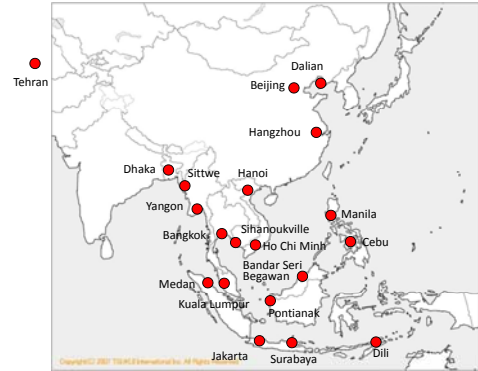 Dalian
Beijing
Tehran
Hangzhou
Dhaka
Sittwe
Hanoi
Yangon
Manila
Sihanoukville
Bangkok
Ho Chi Minh
Cebu
Bandar Seri
Begawan
Medan
Kuala Lumpur
Pontianak
Jakarta
Surabaya
Dili